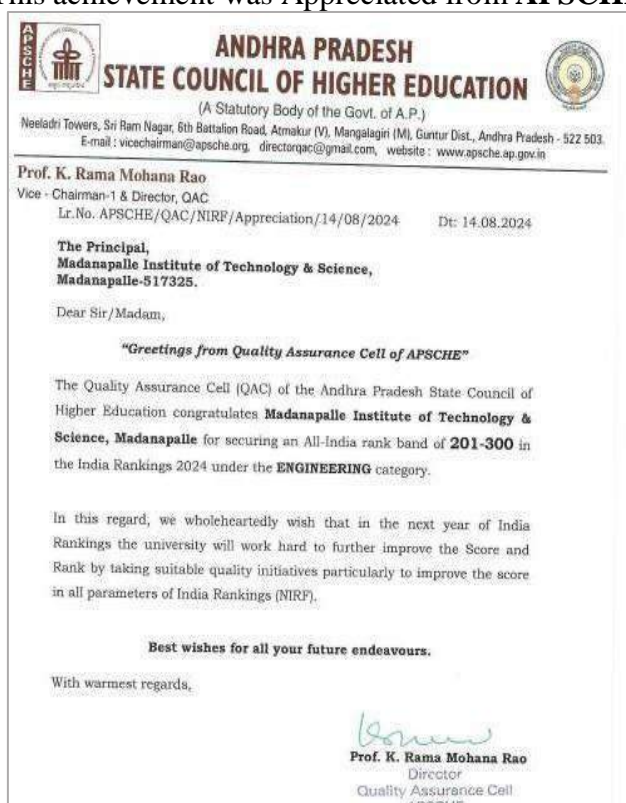 This achievement was Appreciated from APSCHE
APSCHE
ANDHRA PRADESH
STATE COUNCIL OF HIGHER EDUCATION
(A Statutory Body of the Govt. of A.P.)
Neeladri Towers, Sri Ram Nagar, 6th Battalion Road, Atmakur (V), Mangalagiri (M), Guntur Dist., Andhra Pradesh - 522 503.
E-mail : vicechairman@apsche.org, directorqac@gmail.com, website : www.apsche.ap.gov.in
Prof. K. Rama Mohana Rao
Vice - Chairman-1 & Director, QAC
Lr.No. APSCHE/QAC/NIRF/Appreciation/14/08/2024 Dt: 14.08.2024
The Principal,
Madanapalle Institute of Technology & Science,
Madanapalle-517325.
Dear Sir/Madam,
"Greetings from Quality Assurance Cell of APSCHE"
The Quality Assurance Cell (QAC) of the Andhra Pradesh State Council of
Higher Education congratulates Madanapalle Institute of Technology &
Science, Madanapalle for securing an All-India rank band of 201-300 in
the India Rankings 2024 under the ENGINEERING category.
In this regard, we wholeheartedly wish that in the next year of India
Rankings the university will work hard to further improve the Score and
Rank by taking suitable quality initiatives particularly to improve the score
in all parameters of India Rankings (NIRF).
Best wishes for all your future endeavours.
With warmest regards,
Prof. K. Rama Mohana Rao
Director
Quality Assurance Cell